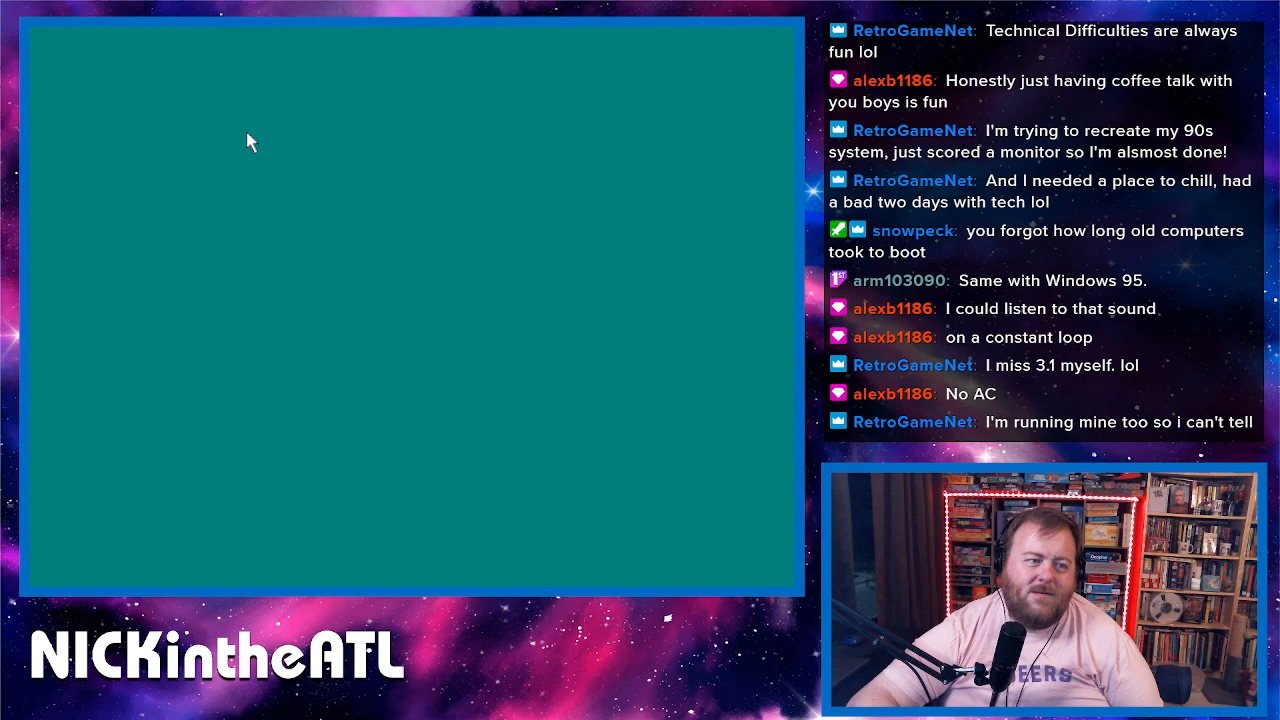 RetroGameNet: Technical Difficulties are always
fun lol
alexb1186: Honestly just having coffee talk with
you boys is fun
RetroGameNet: I'm trying to recreate my 90s
system, just scored a monitor so I'm alsmost done!
RetroGameNet: And I needed a place to chill, had
a bad two days with tech lol
snowpeck: you forgot how long old computers
took to boot
1ST arm103090: Same with Windows 95.
alexb1186: I could listen to that sound
alexb1186: on a constant loop
RetroGameNet: I miss 3.1 myself. lol
alexb1186: No AC
RetroGameNet: I'm running mine too so i can't tell
NICKintheATL